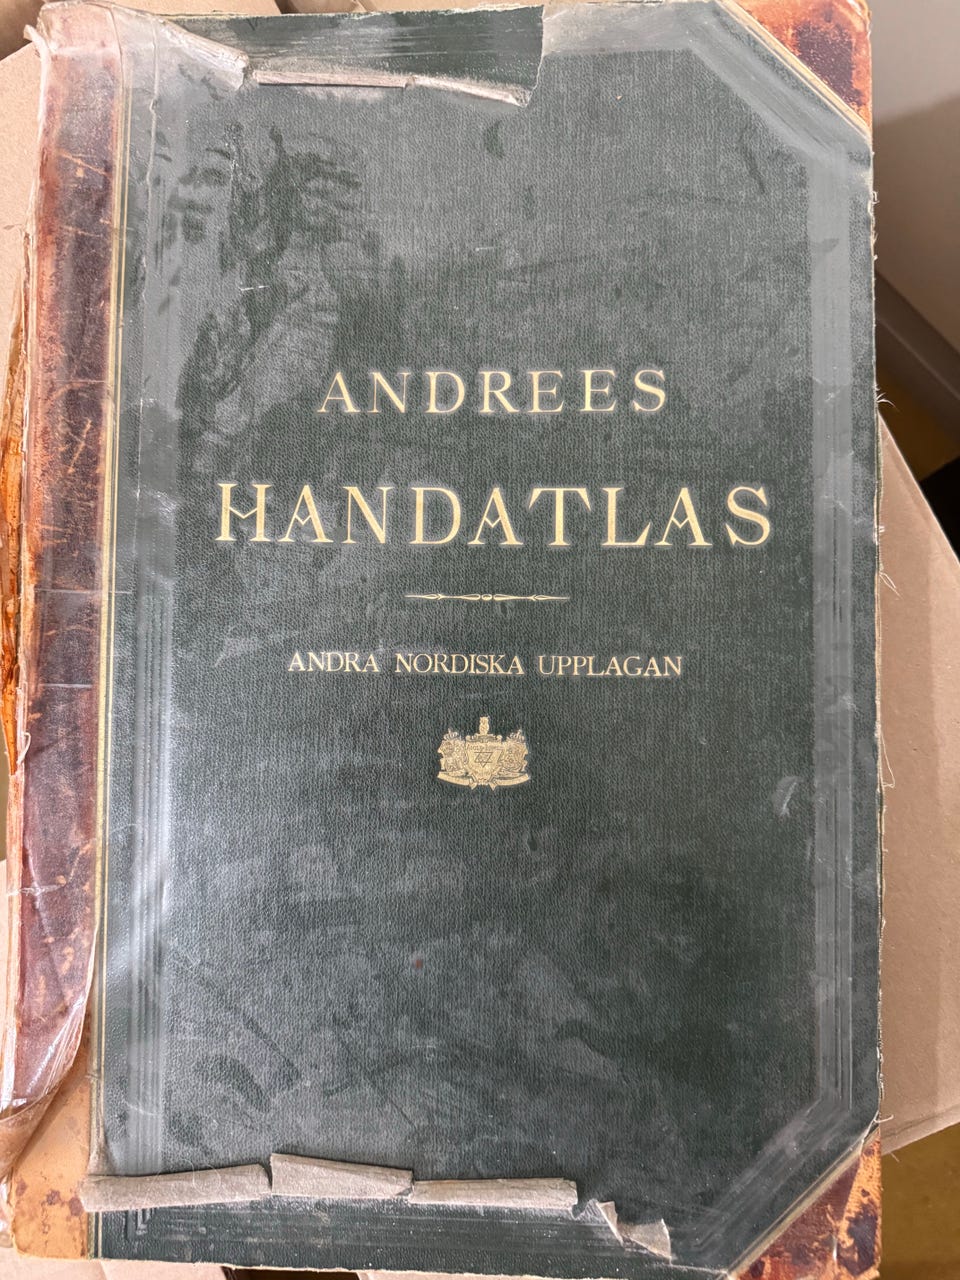 ANDREES
HANDATLAS
ANDRA NORDISKA UPPLAGAN